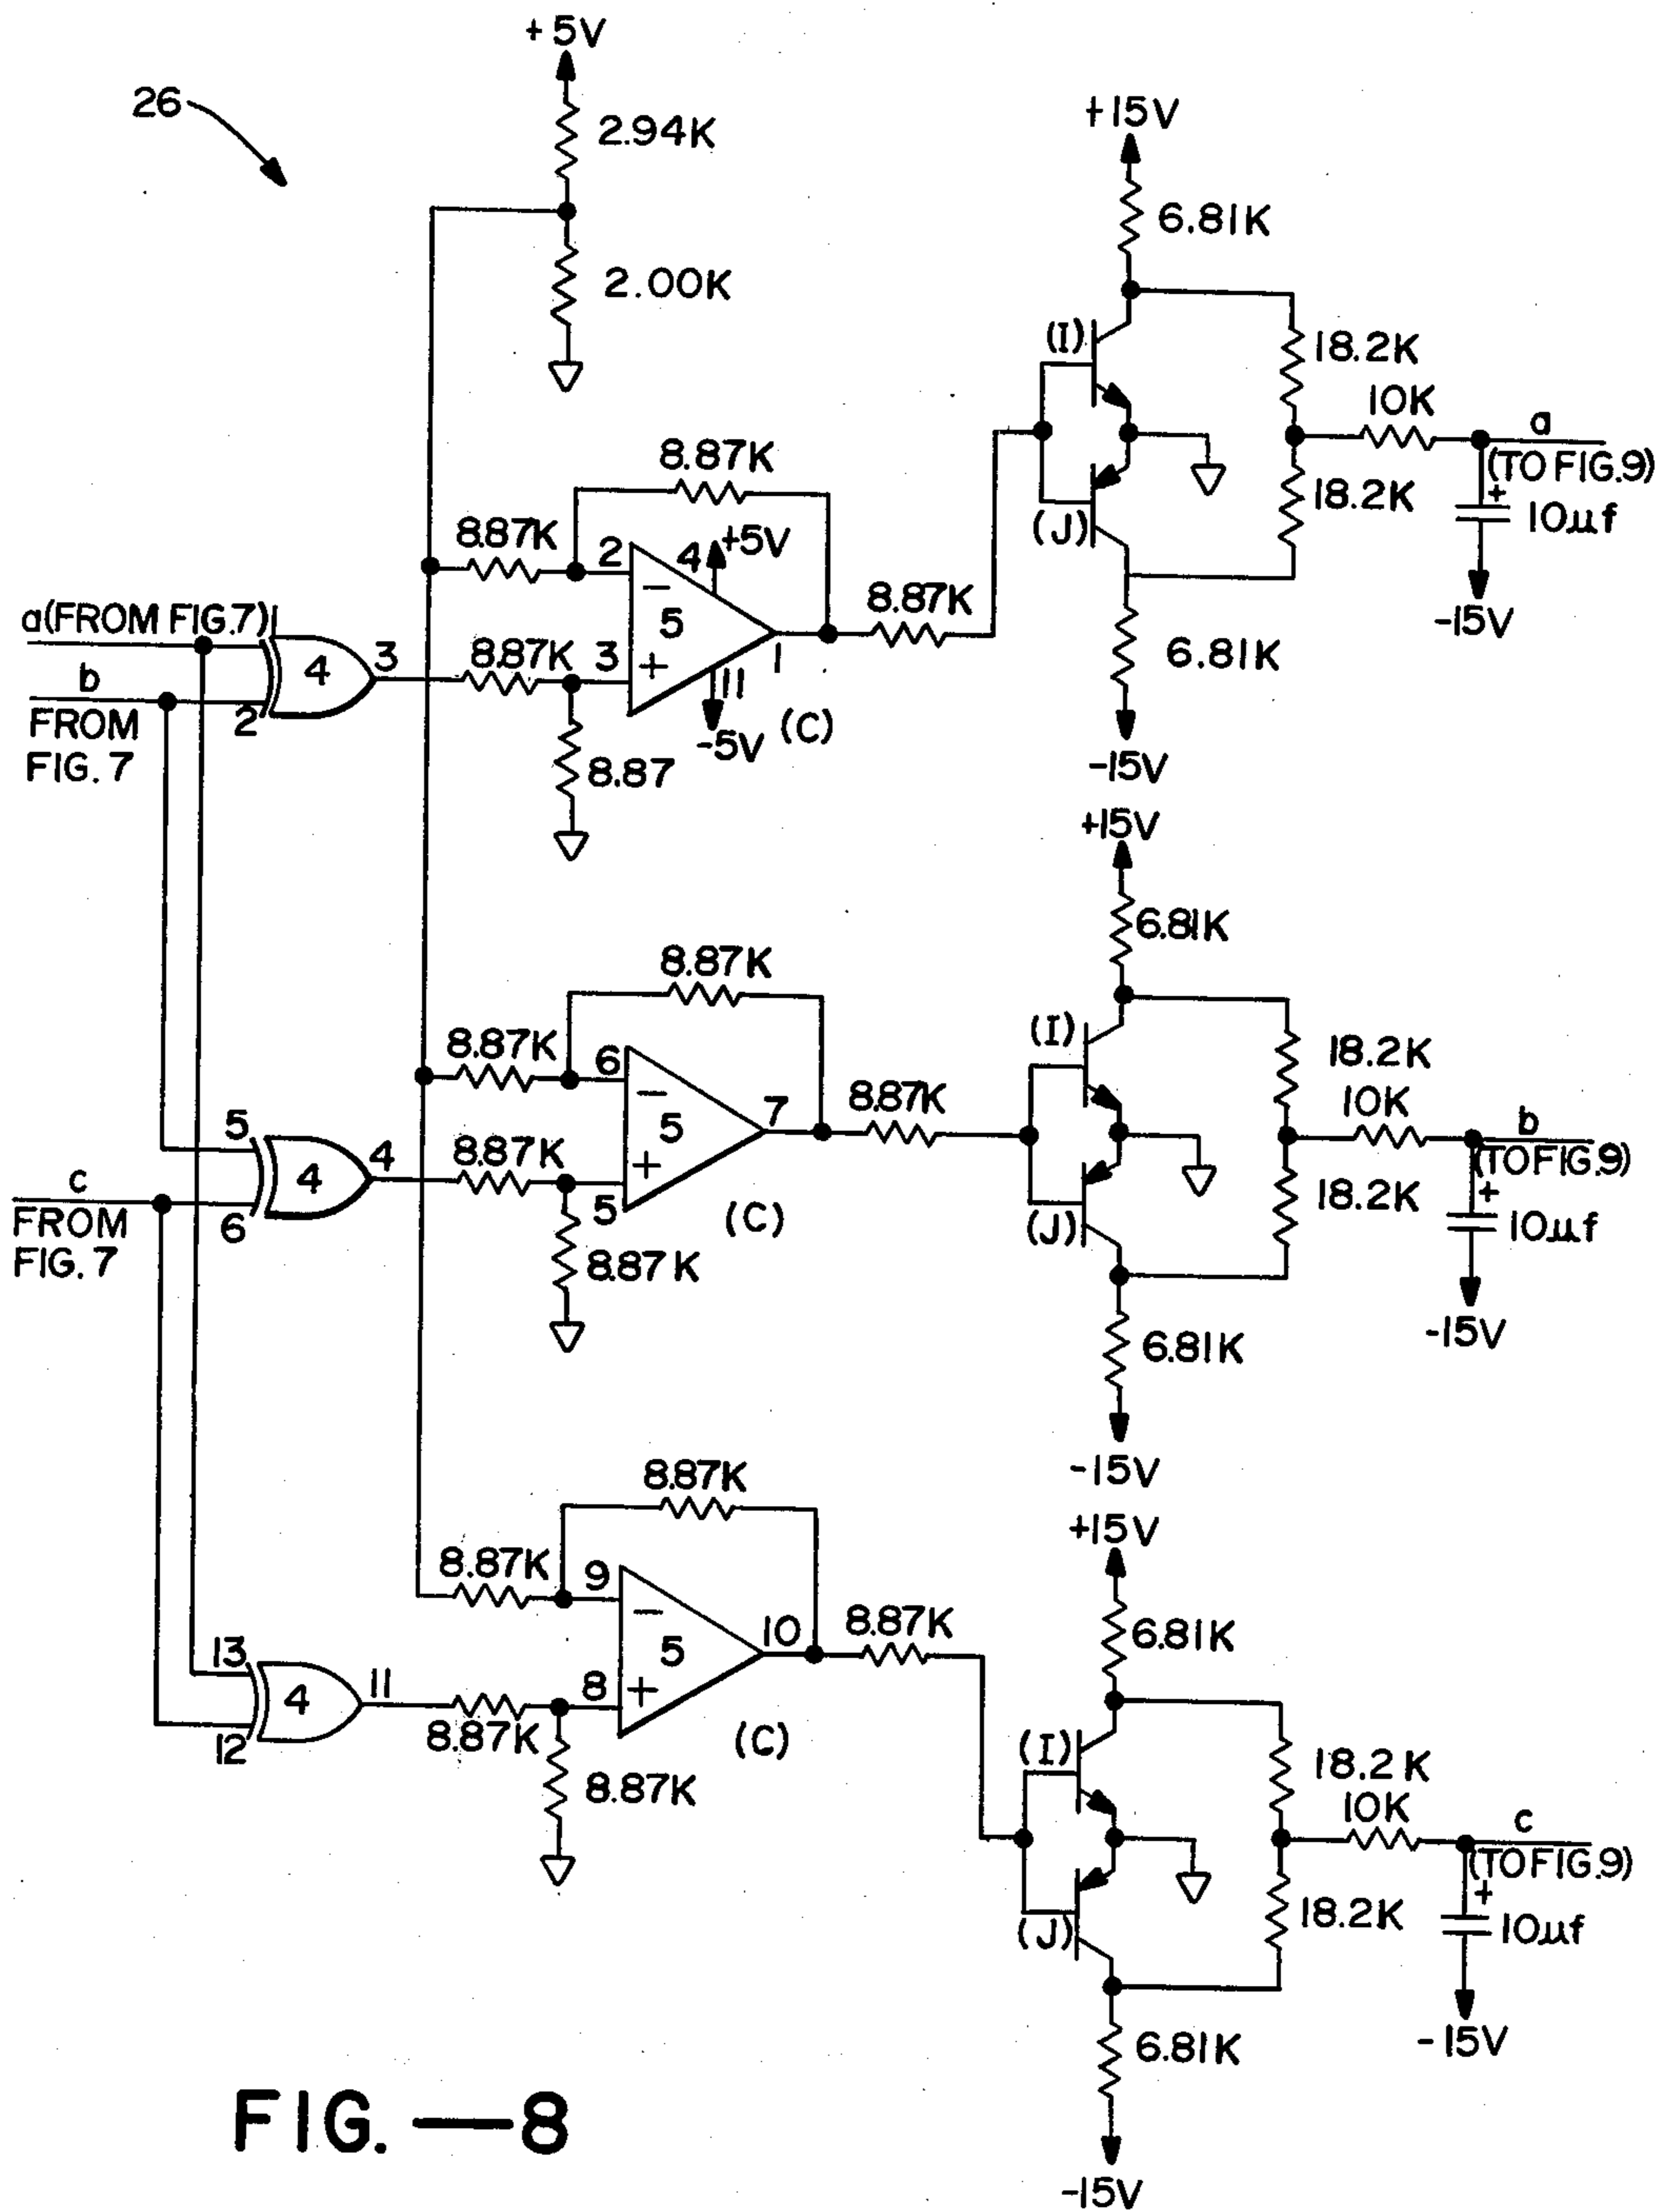 +5V
26
2.94K
2.00K
+15V
6.81K
(I)
18.2K
10K
a
(TO FIG.9)
18.2K
+
10µf
-15V
(J)
6.81K
-15V
8.87K
8.87K
2
4
+5V
−
5
8.87K
3
+
1
11
-5V
(C)
8.87K
8.87
a(FROM FIG.7)
1
4
3
b
2
FROM
FIG. 7
+15V
6.81K
8.87K
8.87K
6
−
5
7
8.87K
8.87K
+
5
(C)
8.87K
5
4
4
6
c
FROM
FIG. 7
(I)
18.2K
10K
b
(TO FIG.9)
18.2K
+
10µf
-15V
(J)
6.81K
-15V
8.87K
8.87K
9
−
5
10
8.87K
8
+
(C)
8.87K
8.87K
13
4
11
12
+15V
6.81K
(I)
18.2K
10K
c
(TO FIG.9)
18.2K
+
10µf
-15V
(J)
6.81K
-15V
FIG.—8